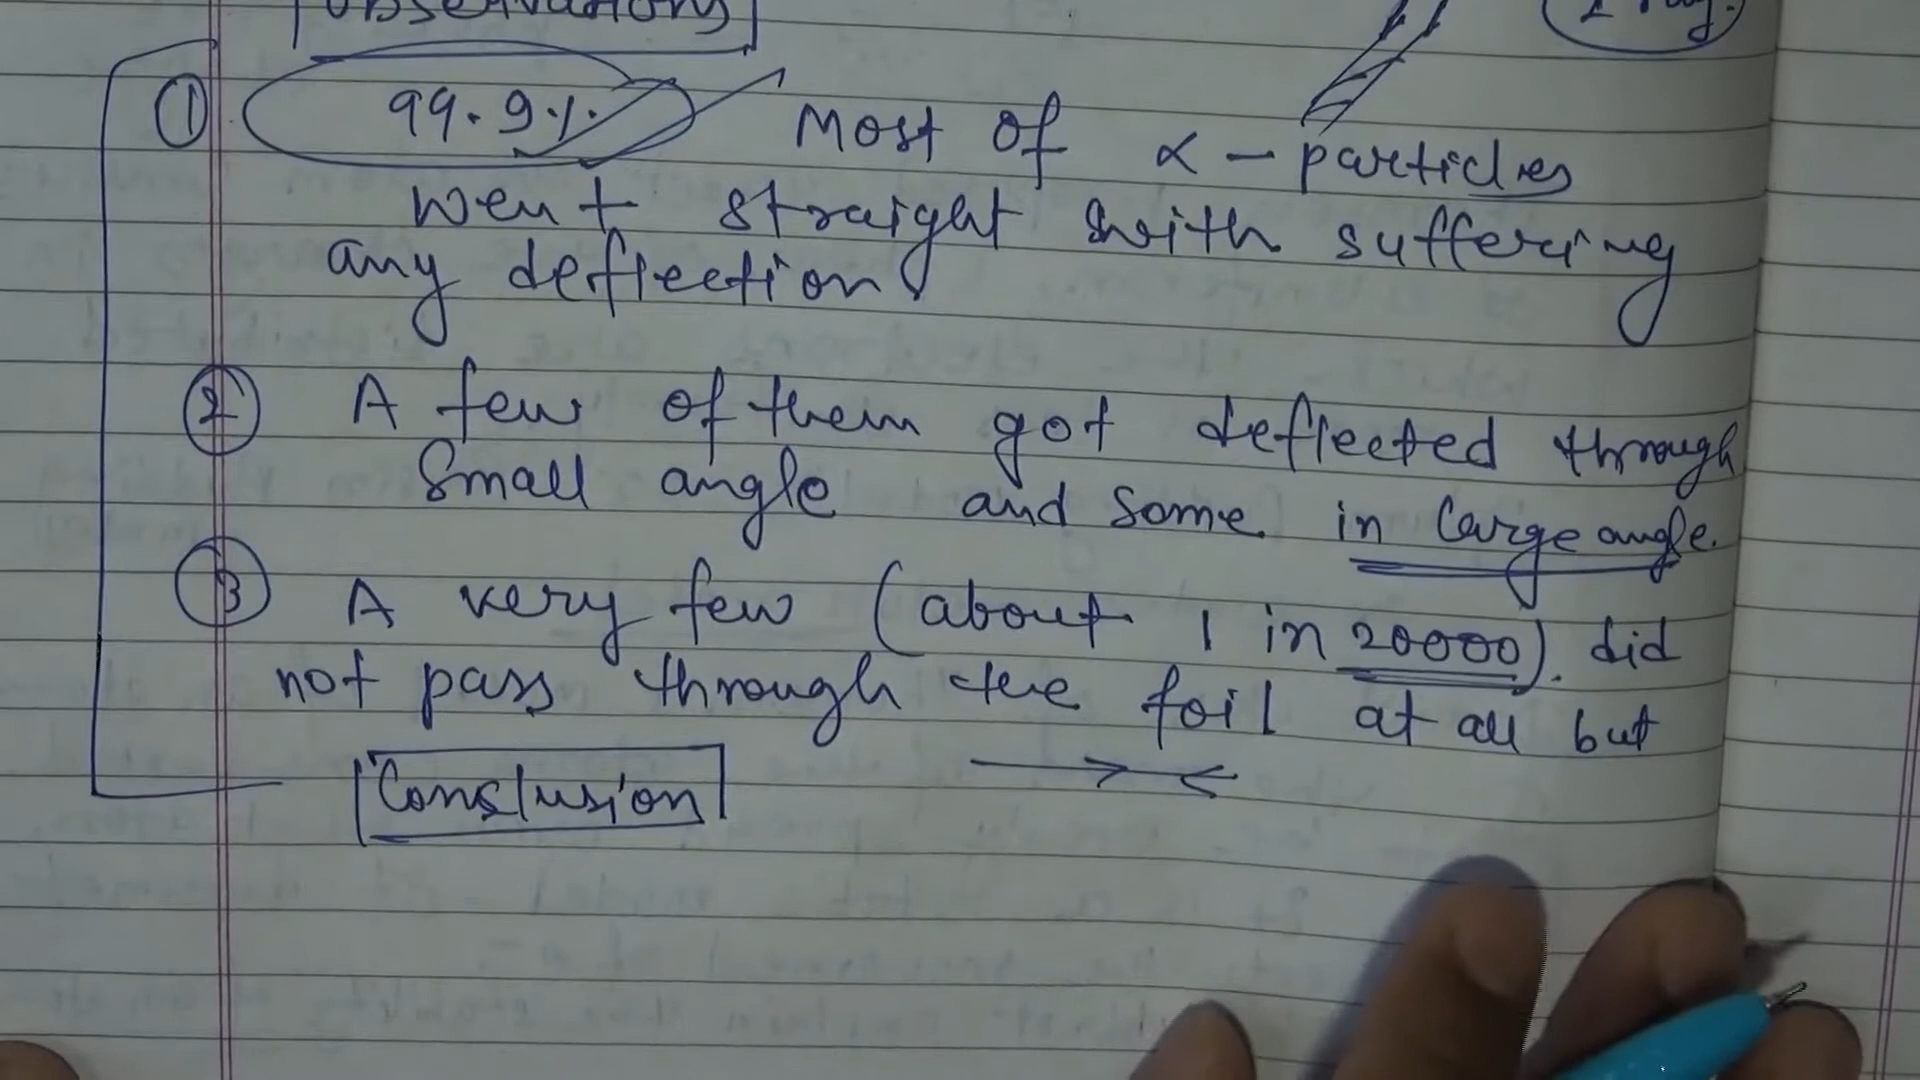 observations
① 99.9% Most of α - particles
went straight with suffering
any deflection
② A few of them got deflected through
small angle and some in large angle.
③ A very few (about 1 in 20000). did
not pass through the foil at all but
Conslusion